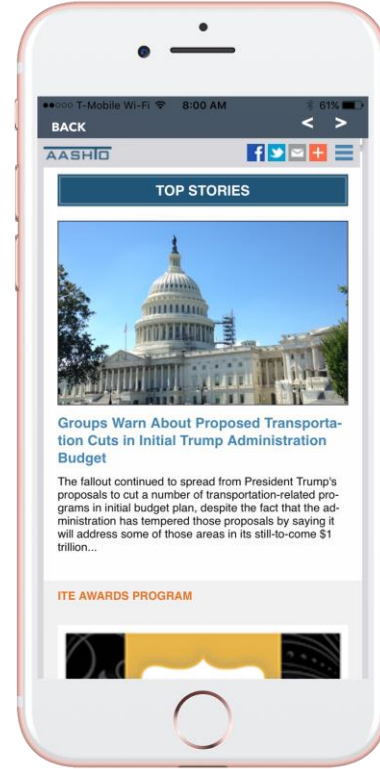 T-Mobile Wi-Fi 8:00 AM 61%
BACK < >
AASHTO f +
TOP STORIES
Groups Warn About Proposed Transporta-
tion Cuts in Initial Trump Administration
Budget
The fallout continued to spread from President Trump's
proposals to cut a number of transportation-related pro-
grams in initial budget plan, despite the fact that the ad-
ministration has tempered those proposals by saying it
will address some of those areas in its still-to-come $1
trillion...
ITE AWARDS PROGRAM